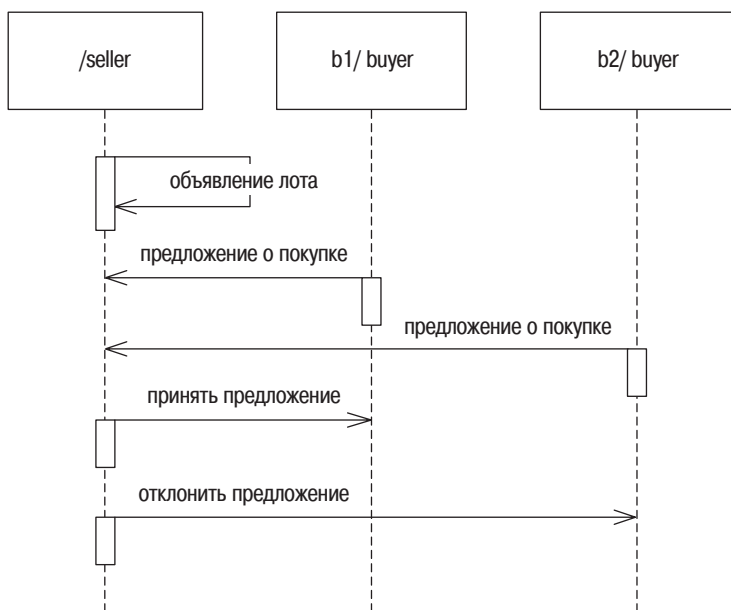 /seller
b1/ buyer
b2/ buyer
объявление лота
предложение о покупке
предложение о покупке
принять предложение
отклонить предложение